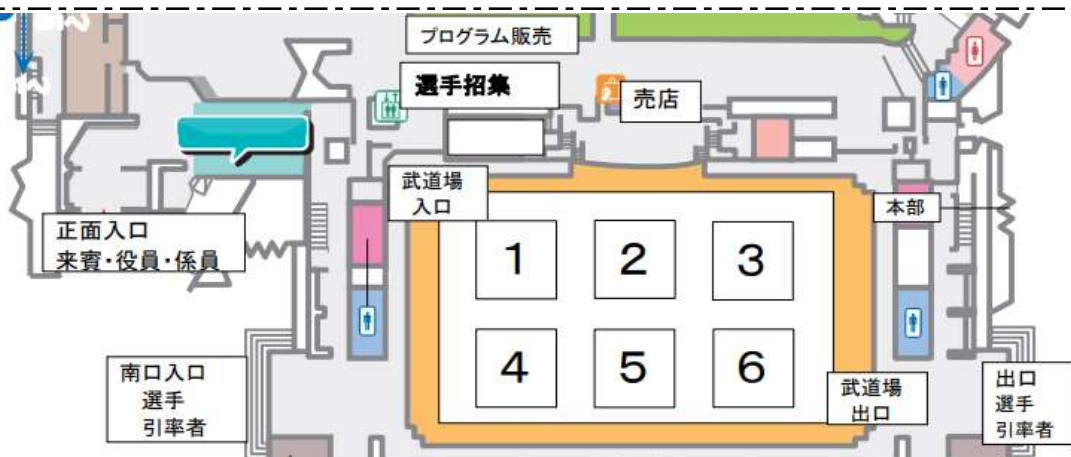 プログラム販売
選手招集
売店
武道場
入口
本部
正面入口
来賓・役員・係員
1 2 3
4 5 6
南口入口
選手
引率者
武道場
出口
出口
選手
引率者